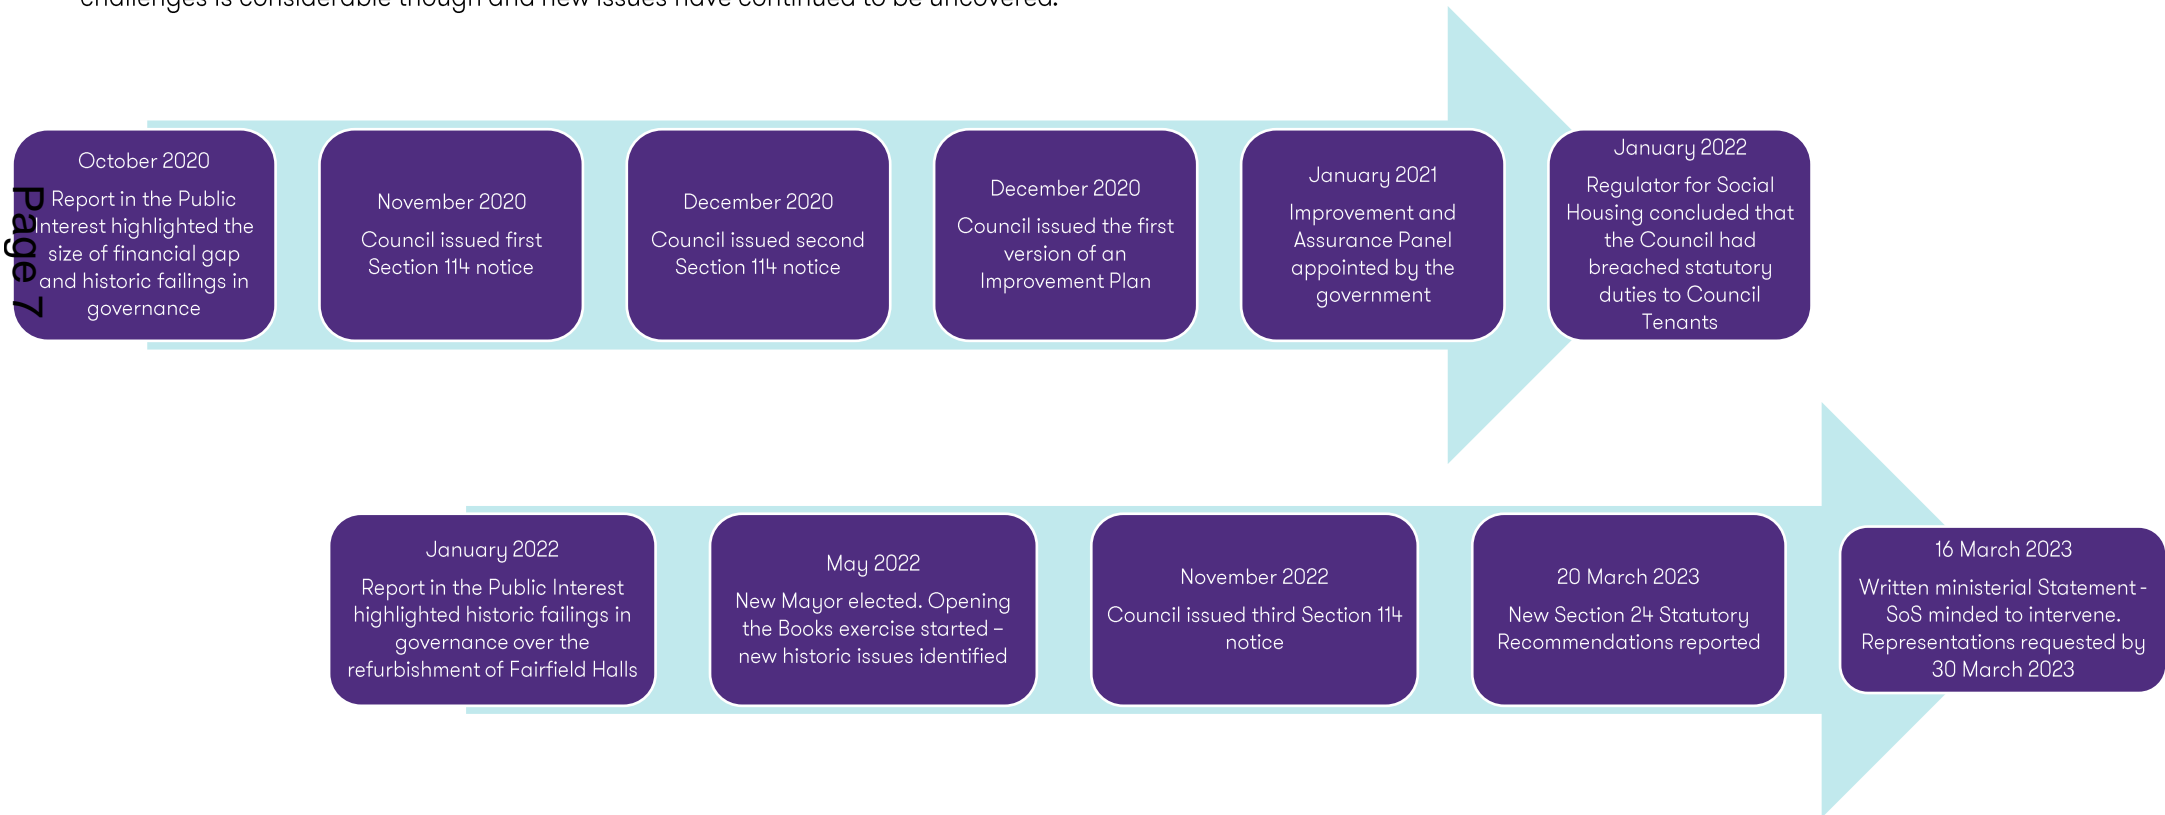 challenges is considerable though and new issues have continued to be uncovered.
October 2020
Report in the Public
Interest highlighted the
size of financial gap
and historic failings in
governance
November 2020
Council issued first
Section 114 notice
December 2020
Council issued second
Section 114 notice
December 2020
Council issued the first
version of an
Improvement Plan
January 2021
Improvement and
Assurance Panel
appointed by the
government
January 2022
Regulator for Social
Housing concluded that
the Council had
breached statutory
duties to Council
Tenants
Page 7
January 2022
Report in the Public Interest
highlighted historic failings in
governance over the
refurbishment of Fairfield Halls
May 2022
New Mayor elected. Opening
the Books exercise started –
new historic issues identified
November 2022
Council issued third Section 114
notice
20 March 2023
New Section 24 Statutory
Recommendations reported
16 March 2023
Written ministerial Statement -
SoS minded to intervene.
Representations requested by
30 March 2023